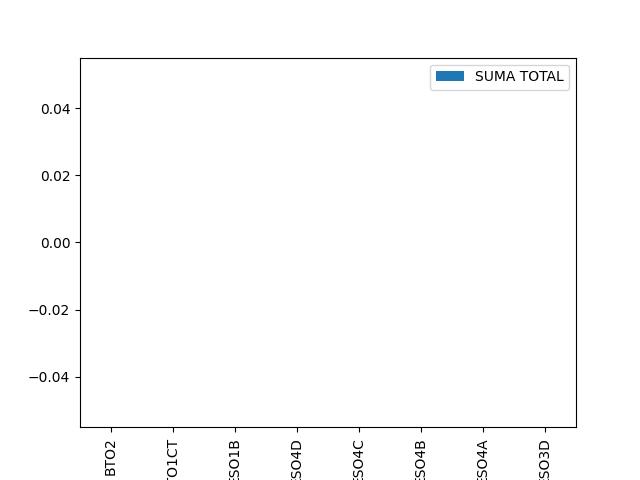 SUMA TOTAL
0.04
0.02
0.00
−0.02
−0.04
BTO2
TO1CT
ESO1B
ESO4D
ESO4C
ESO4B
ESO4A
ESO3D